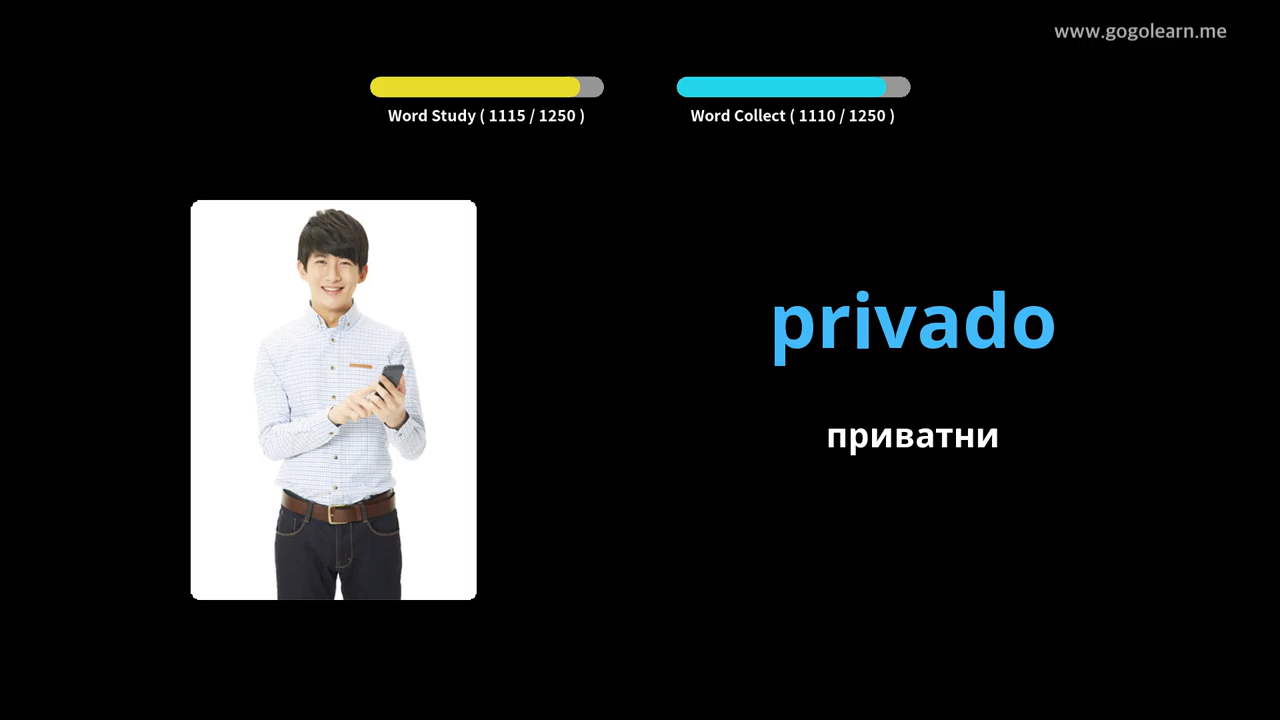 www.gogolearn.me
Word Study ( 1115 / 1250 )
Word Collect ( 1110 / 1250 )
privado
приватни